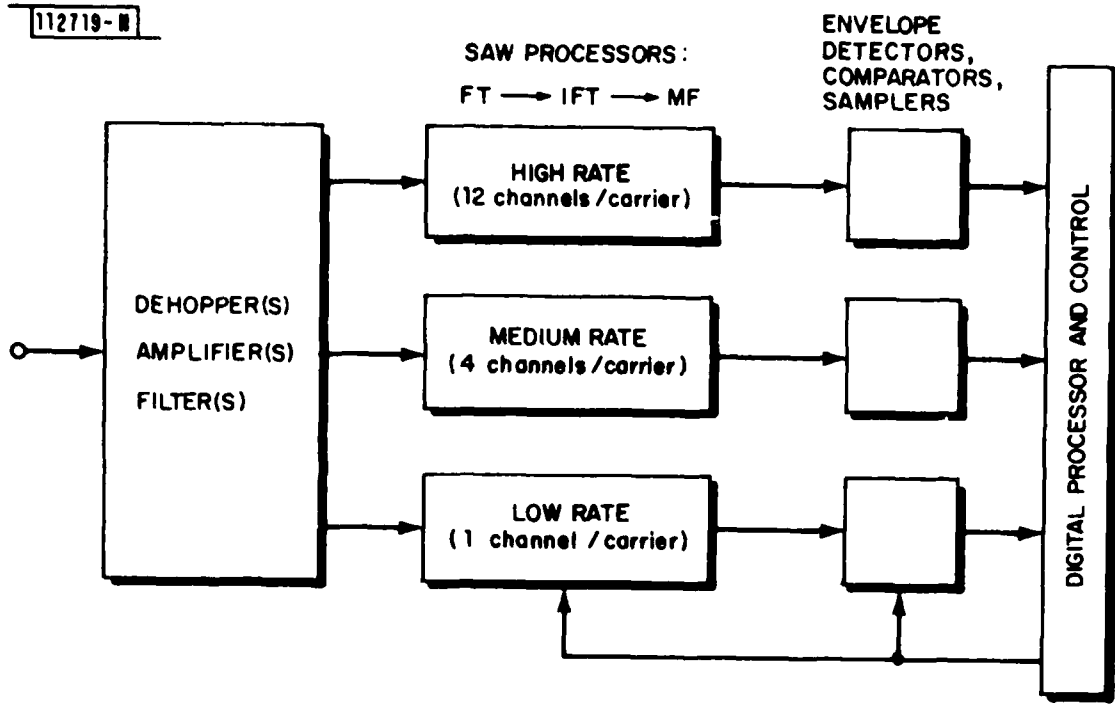 112719-N
SAW PROCESSORS:
FT → IFT → MF
ENVELOPE
DETECTORS,
COMPARATORS,
SAMPLERS
DEHOPPER(S)
AMPLIFIER(S)
FILTER(S)
HIGH RATE
(12 channels/carrier)
MEDIUM RATE
(4 channels/carrier)
LOW RATE
(1 channel/carrier)
DIGITAL PROCESSOR AND CONTROL